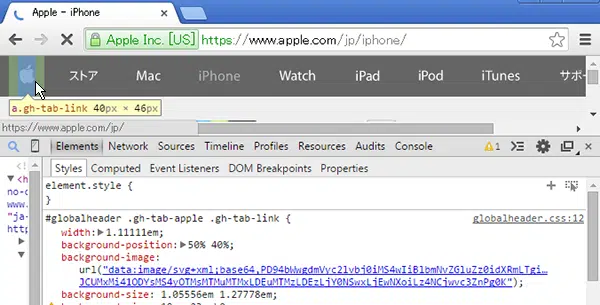 Apple - iPhone
Apple Inc. [US] https://www.apple.com/jp/iphone/
ストア Mac iPhone Watch iPad iPod iTunes サポー
a.gh-tab-link 40px × 46px
https://www.apple.com/jp/
Elements Network Sources Timeline Profiles Resources Audits Console 1
Styles Computed Event Listeners DOM Breakpoints Properties
<!
<h
no-c
no-o
"ja-
http
element.style {
}
#globalheader .gh-tab-apple .gh-tab-link { globalheader.css:12
width: 1.11111em;
background-position: 50% 40%;
background-image:
url("data:image/svg+xml;base64,
background-size: 1.05556em 1.27778em;